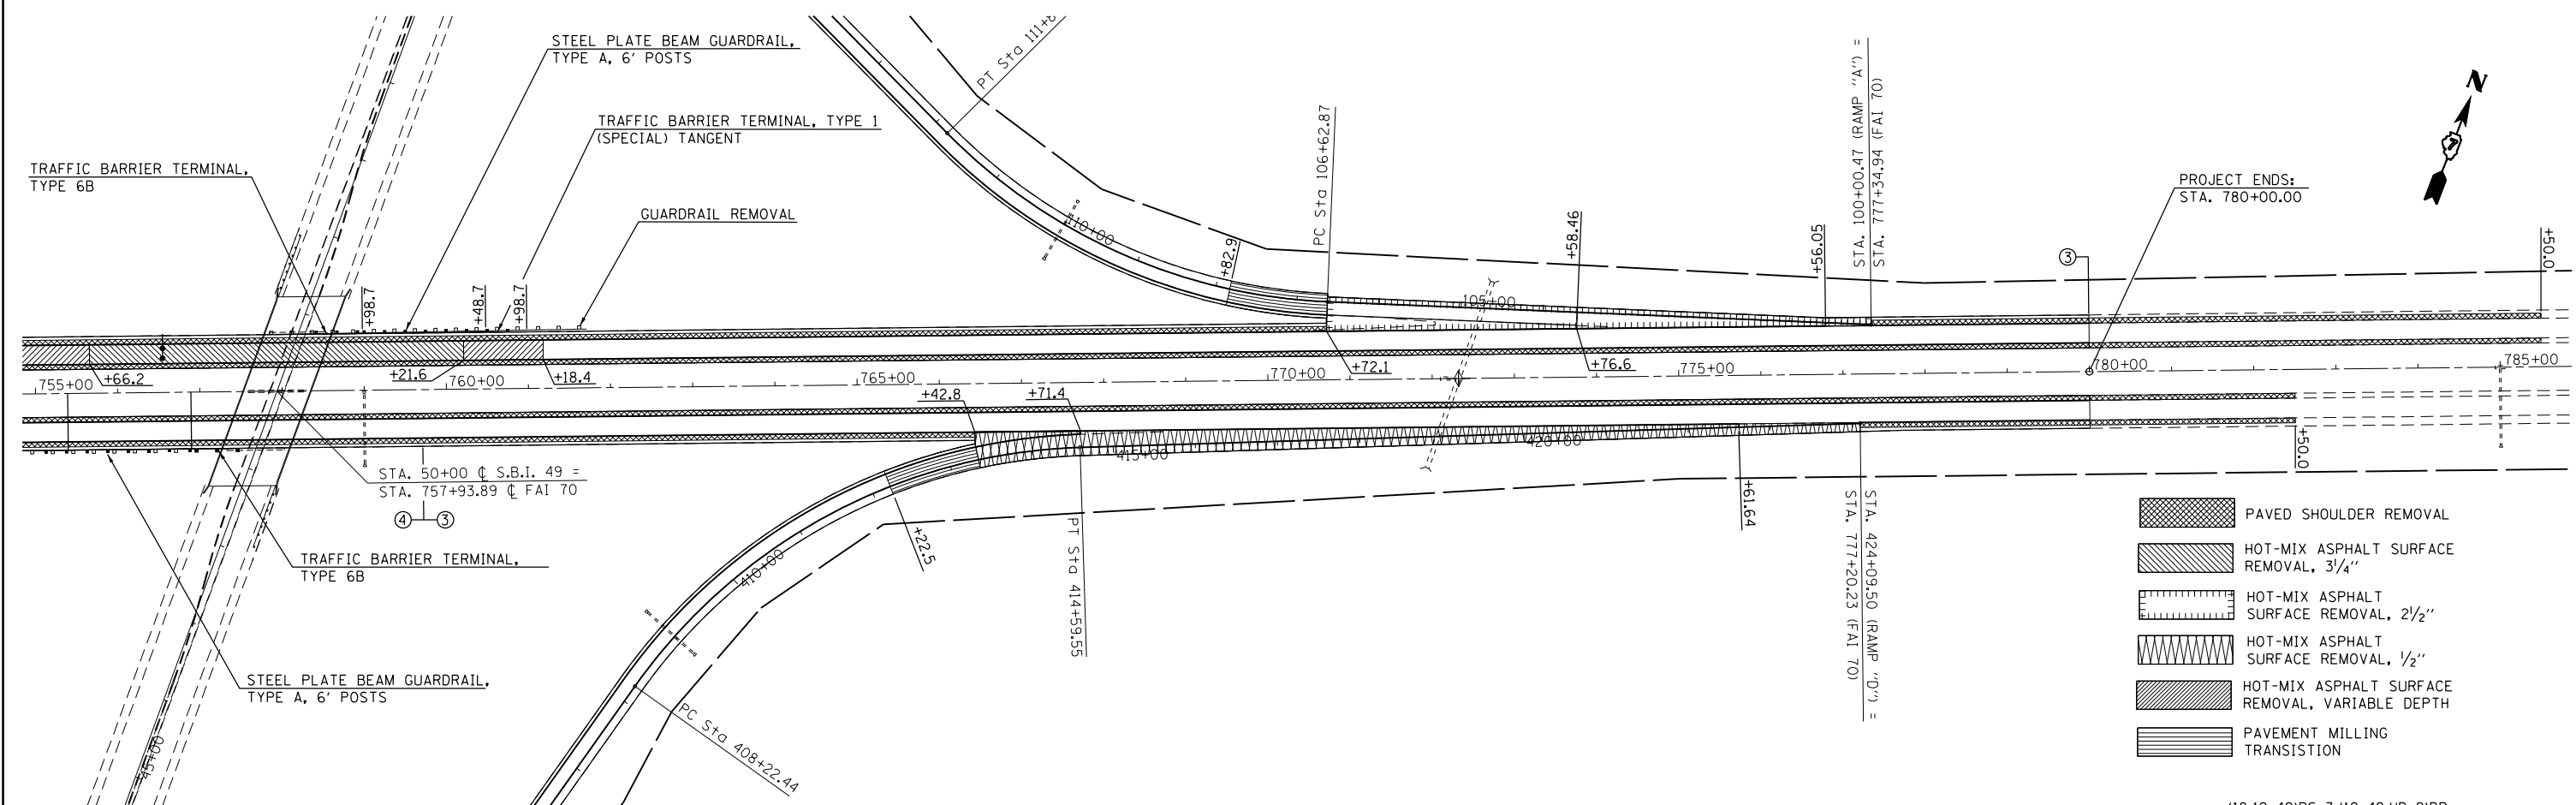 STEEL PLATE BEAM GUARDRAIL,
TYPE A, 6' POSTS
TRAFFIC BARRIER TERMINAL, TYPE 1
(SPECIAL) TANGENT
TRAFFIC BARRIER TERMINAL,
TYPE 6B
GUARDRAIL REMOVAL
+98.7
+48.7
+98.7
PT Sta 111+8
110+00
+82.9
PC Sta 106+62.87
105+00
+58.46
+56.05
STA. 100+00.47 (RAMP "A") =
STA. 777+34.94 (FAI 70)
3
PROJECT ENDS:
STA. 780+00.00
+50.0
N
755+00
+66.2
+21.6
760+00
+18.4
765+00
770+00
+72.1
+76.6
775+00
780+00
785+00
+42.8
+71.4
415+00
420+00
+50.0
STA. 50+00 ℄ S.B.I. 49 =
STA. 757+93.89 ℄ FAI 70
4 3
TRAFFIC BARRIER TERMINAL,
TYPE 6B
STEEL PLATE BEAM GUARDRAIL,
TYPE A, 6' POSTS
45+00
410+00
+22.5
PT Sta 414+59.55
PC Sta 408+22.44
+61.64
STA. 424+09.50 (RAMP "D") =
STA. 777+20.23 (FAI 70)
PAVED SHOULDER REMOVAL
HOT-MIX ASPHALT SURFACE
REMOVAL, 3 1/4"
HOT-MIX ASPHALT
SURFACE REMOVAL, 2 1/2"
HOT-MIX ASPHALT
SURFACE REMOVAL, 1/2"
HOT-MIX ASPHALT SURFACE
REMOVAL, VARIABLE DEPTH
PAVEMENT MILLING
TRANSISTION